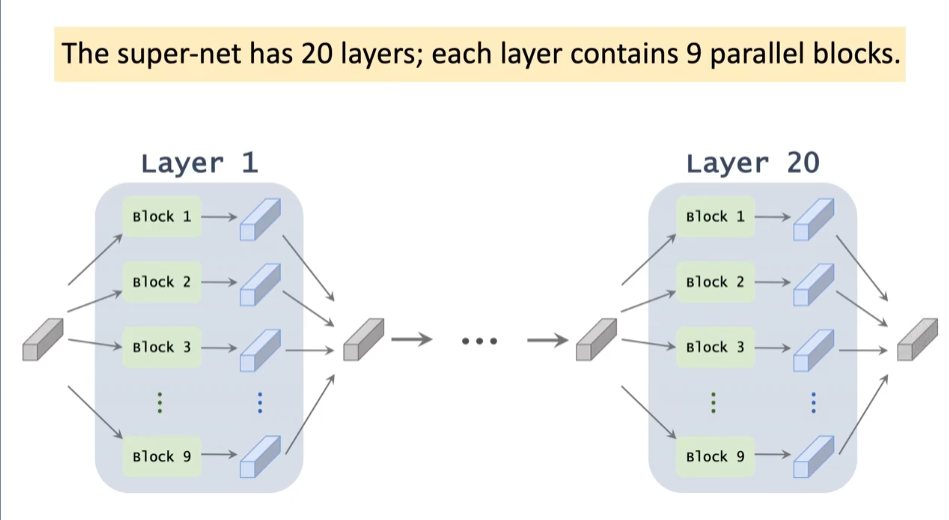 The super-net has 20 layers; each layer contains 9 parallel blocks.
Layer 1
Block 1
Block 2
Block 3
Block 9
...
Layer 20
Block 1
Block 2
Block 3
Block 9